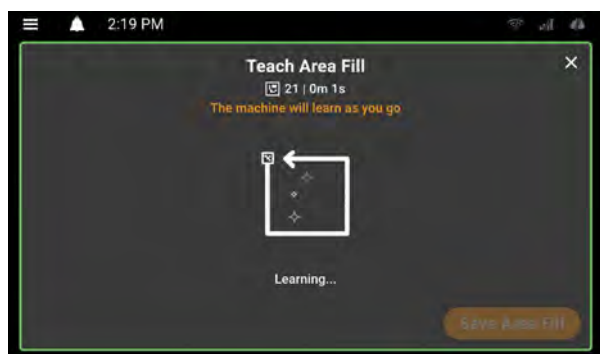 2:19 PM
Teach Area Fill
21 | 0m 1s
The machine will learn as you go
Learning...
Save Area Fill